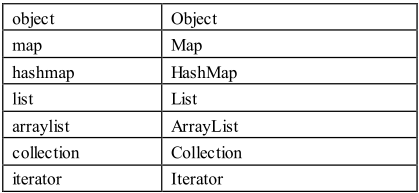 object Object
map Map
hashmap HashMap
list List
arraylist ArrayList
collection Collection
iterator Iterator